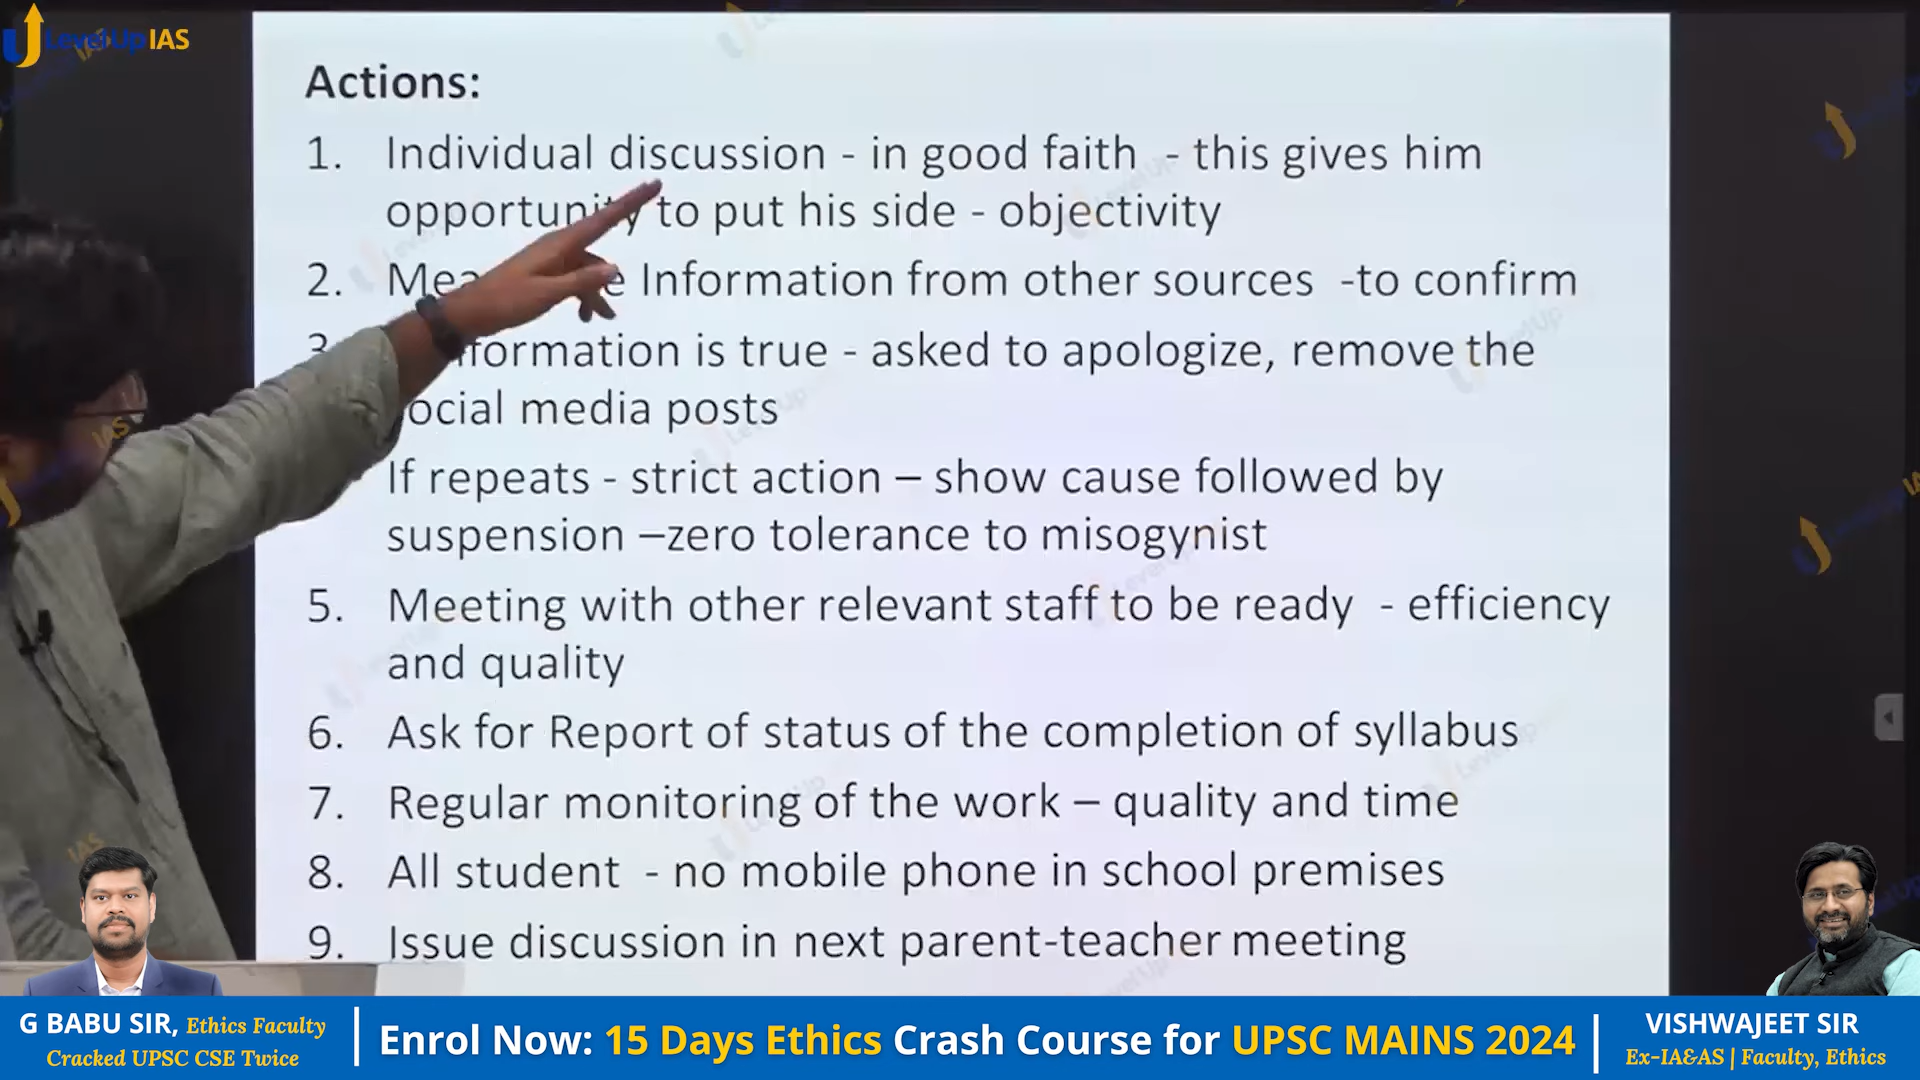 LevelUp IAS
Actions:
1. Individual discussion - in good faith - this gives him
opportunity to put his side - objectivity
2. Information from other sources -to confirm
is true - asked to apologize, remove the
social media posts
If repeats - strict action – show cause followed by
suspension –zero tolerance to misogynist
5. Meeting with other relevant staff to be ready - efficiency
and quality
6. Ask for Report of status of the completion of syllabus
7. Regular monitoring of the work – quality and time
8. All student - no mobile phone in school premises
9. Issue discussion in next parent-teacher meeting
G BABU SIR, Ethics Faculty
Cracked UPSC CSE Twice
Enrol Now: 15 Days Ethics Crash Course for UPSC MAINS 2024
VISHWAJEET SIR
Ex-IA&AS | Faculty, Ethics